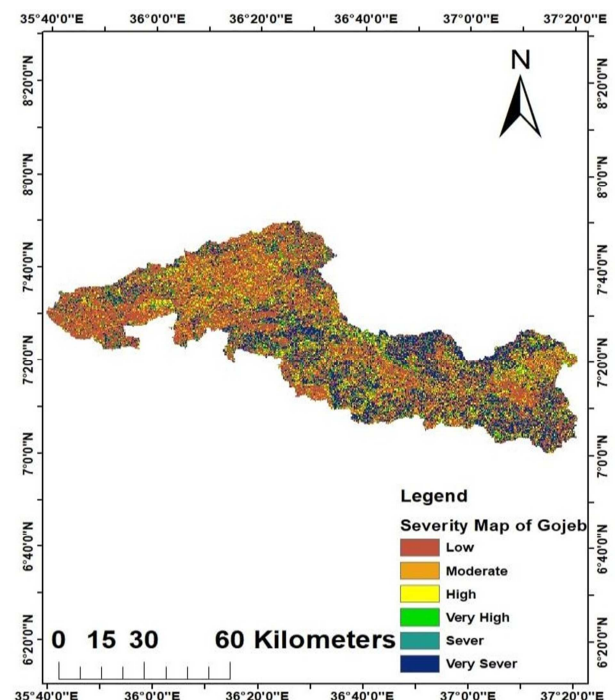 35°40'0"E 36°0'0"E 36°20'0"E 36°40'0"E 37°0'0"E 37°20'0"E
N
8°20'0"N 8°20'0"N
8°0'0"N 8°0'0"N
7°40'0"N 7°40'0"N
7°20'0"N 7°20'0"N
7°0'0"N 7°0'0"N
Legend
Severity Map of Gojeb
Low
Moderate
High
Very High
Sever
Very Sever
6°40'0"N 6°40'0"N
6°20'0"N 6°20'0"N
0 15 30 60 Kilometers
35°40'0"E 36°0'0"E 36°20'0"E 36°40'0"E 37°0'0"E 37°20'0"E